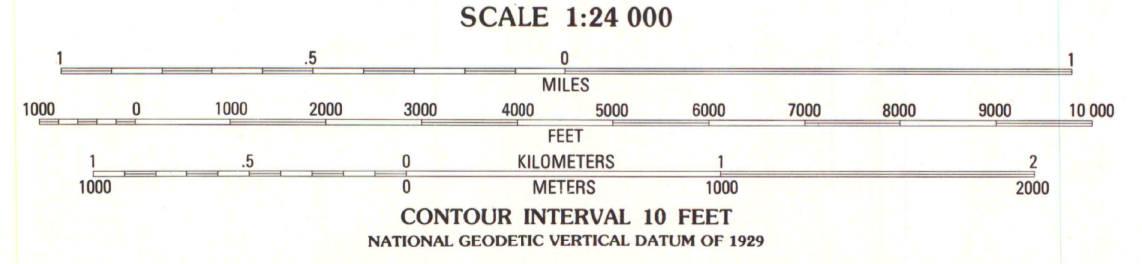 SCALE 1:24 000
1 .5 0 1
MILES
1000 0 1000 2000 3000 4000 5000 6000 7000 8000 9000 10 000
FEET
1 .5 0 KILOMETERS 1 2
1000 0 METERS 1000 2000
CONTOUR INTERVAL 10 FEET
NATIONAL GEODETIC VERTICAL DATUM OF 1929